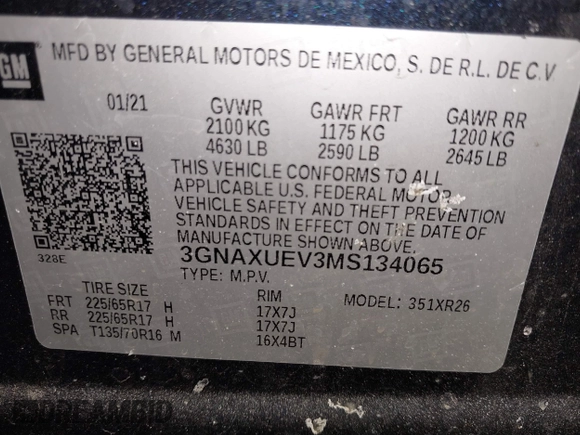 GM
MFD BY GENERAL MOTORS DE MEXICO, S. DE R.L. DE C.V
01/21 GVWR GAWR FRT GAWR RR
2100 KG 1175 KG 1200 KG
4630 LB 2590 LB 2645 LB
THIS VEHICLE CONFORMS TO ALL
APPLICABLE U.S. FEDERAL MOTOR
VEHICLE SAFETY AND THEFT PREVENTION
STANDARDS IN EFFECT ON THE DATE OF
MANUFACTURE SHOWN ABOVE.
328E
3GNAXUEV3MS134065
TYPE: M.P.V.
TIRE SIZE RIM MODEL: 351XR26
FRT 225/65R17 H 17X7J
RR 225/65R17 H 17X7J
SPA T135/70R16 M 16X4BT
DREAMBID